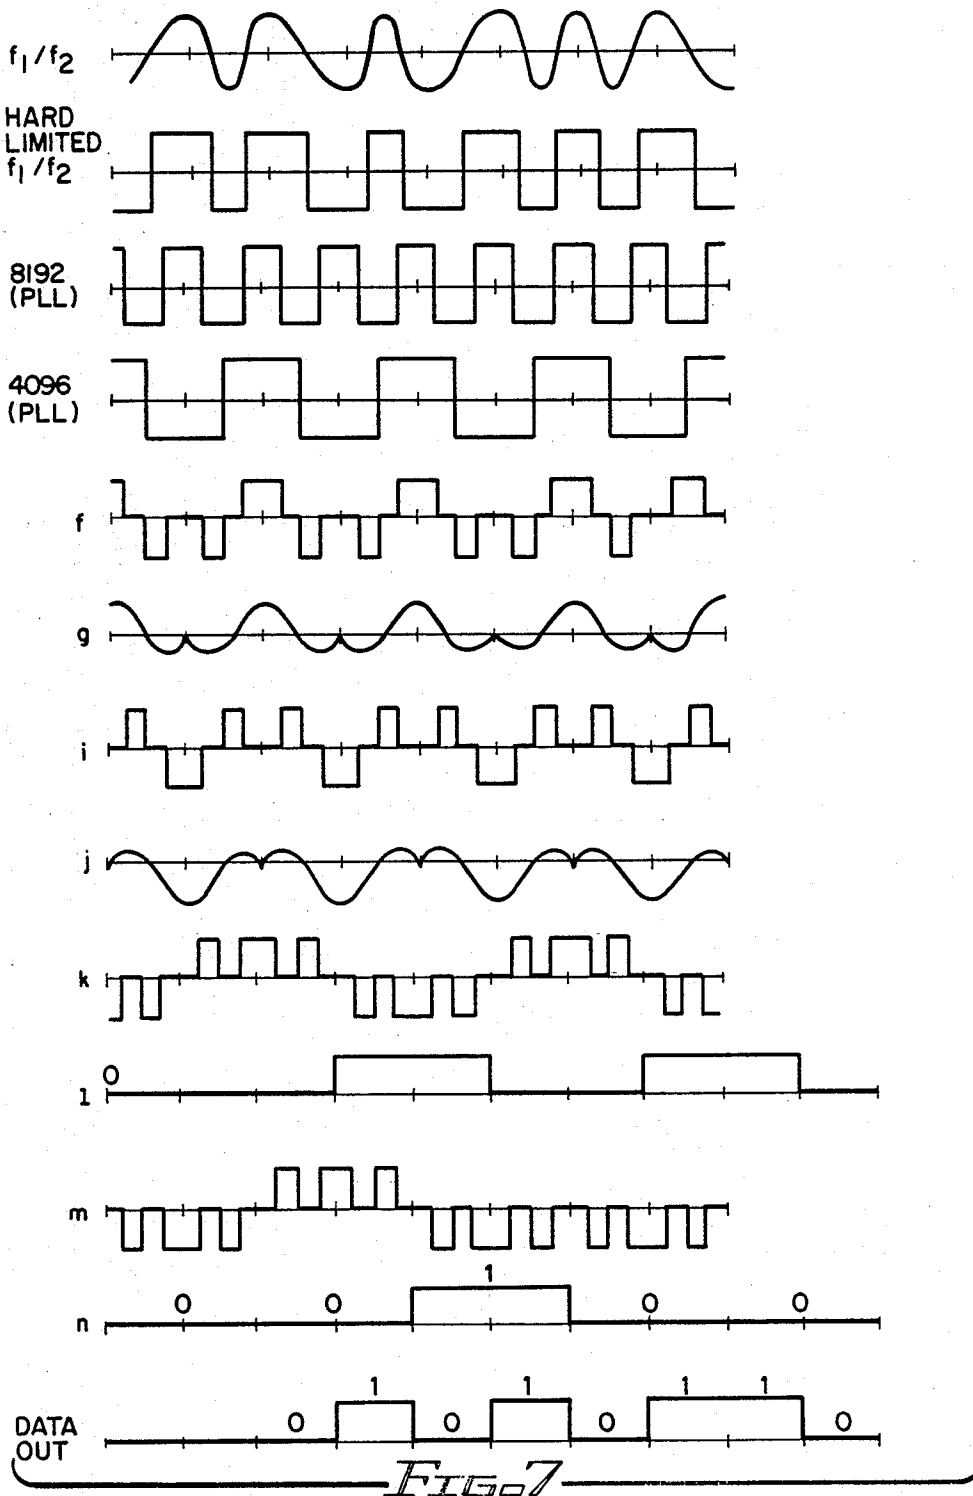 f1/f2
HARD
LIMITED
f1/f2
8192
(PLL)
4096
(PLL)
f
g
i
j
k
0
l
m
1
0 0 0 0
n
1 1 1 1
0 0 0 0
DATA
OUT
FIG.7